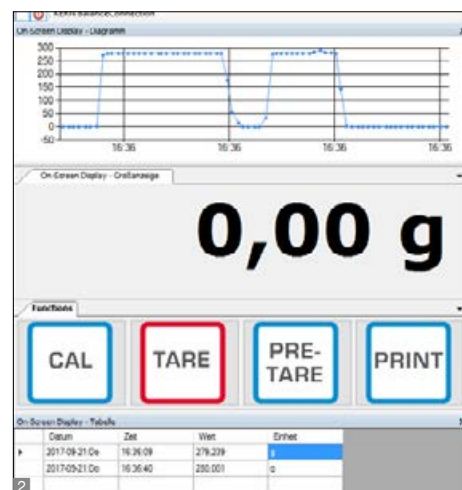 KERN BalanceConnection
On-Screen Display - Diagramm
300
250
200
150
100
50
0
-50
16:36 16:36 16:36 16:36
On-Screen Display - Großanzeige
0,00 g
Functions
CAL TARE PRE-TARE PRINT
On-Screen Display - Tabelle
Datum Zeit Wert Einheit
2017-09-21:Do 16:36:09 279.239 g
2017-09-21:Do 16:36:40 280.001 g
2